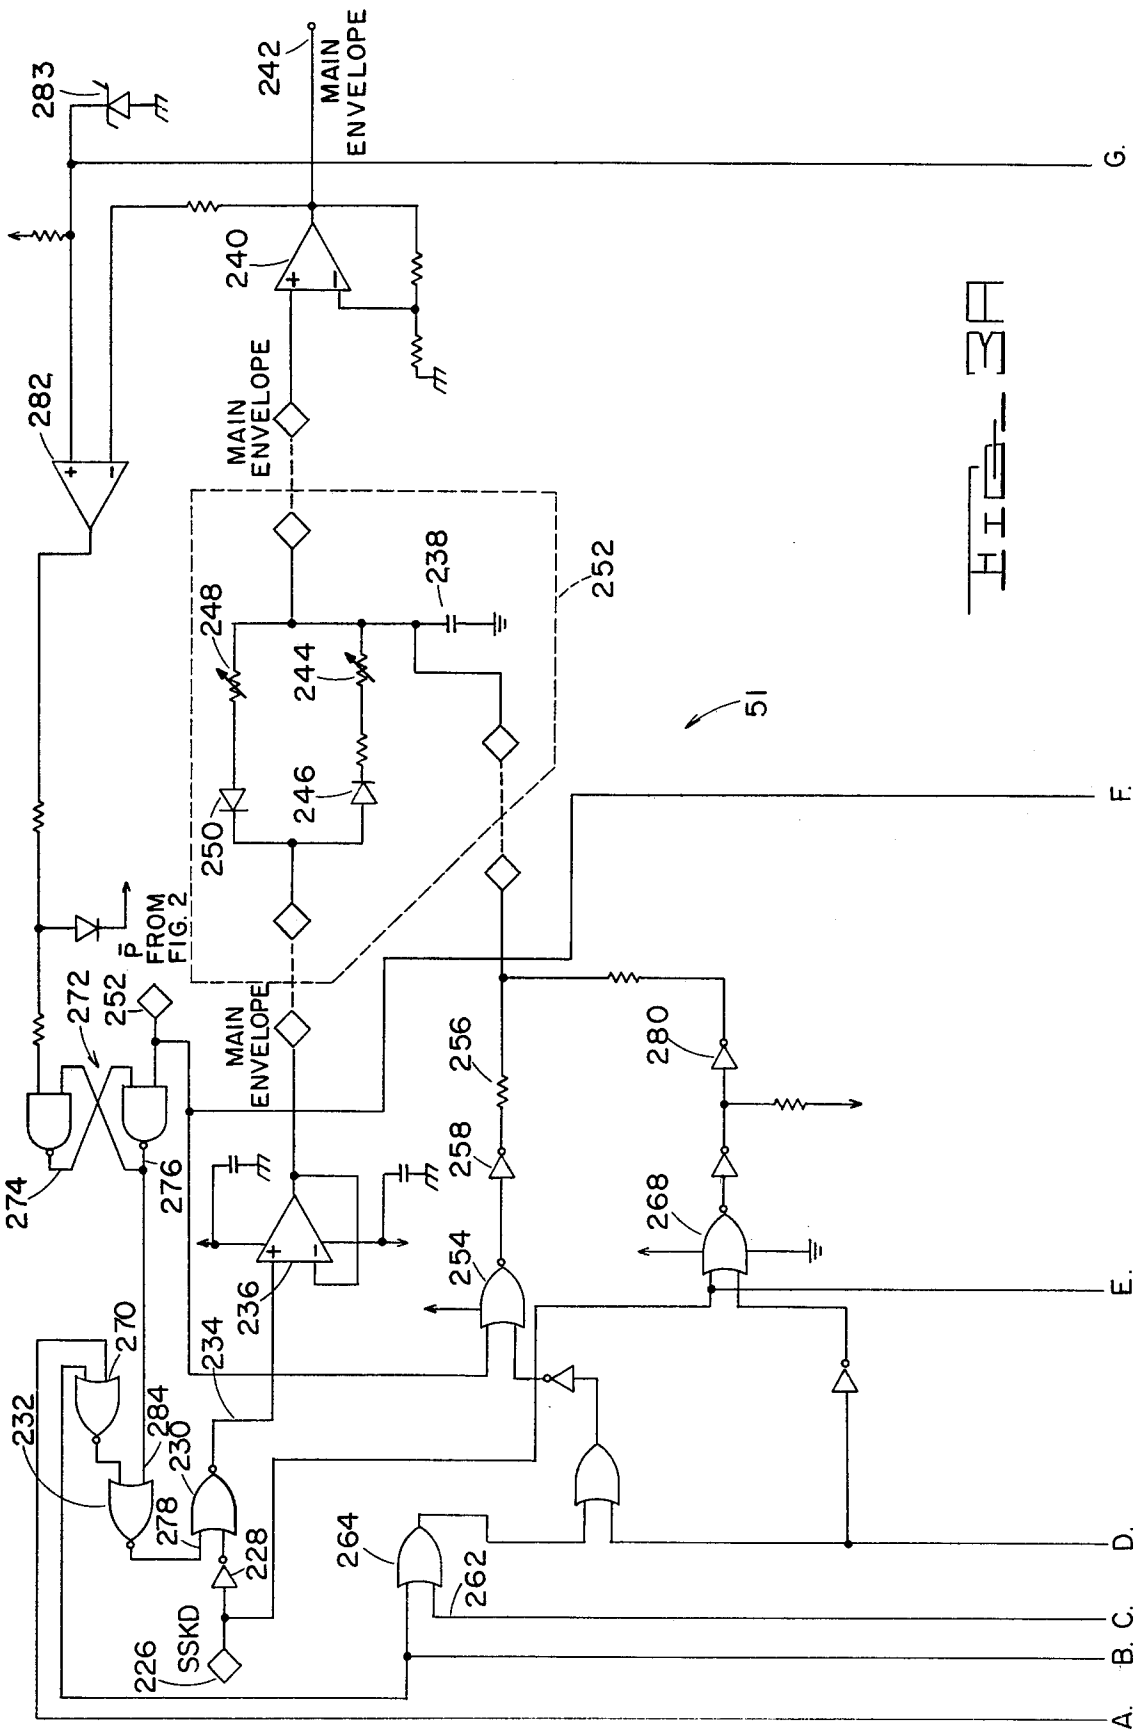 283
242
MAIN
ENVELOPE
G.
+
282
+
−
240
+
−
MAIN
ENVELOPE
FIG. 3A
248
244
238
252
250
246
51
F.
P̄
FROM
FIG. 2
252
272
274
276
MAIN
ENVELOPE
236
+
−
258
256
280
254
268
E.
270
232
234
284
230
278
228
SSKD
226
264
262
D.
C.
B.
A.